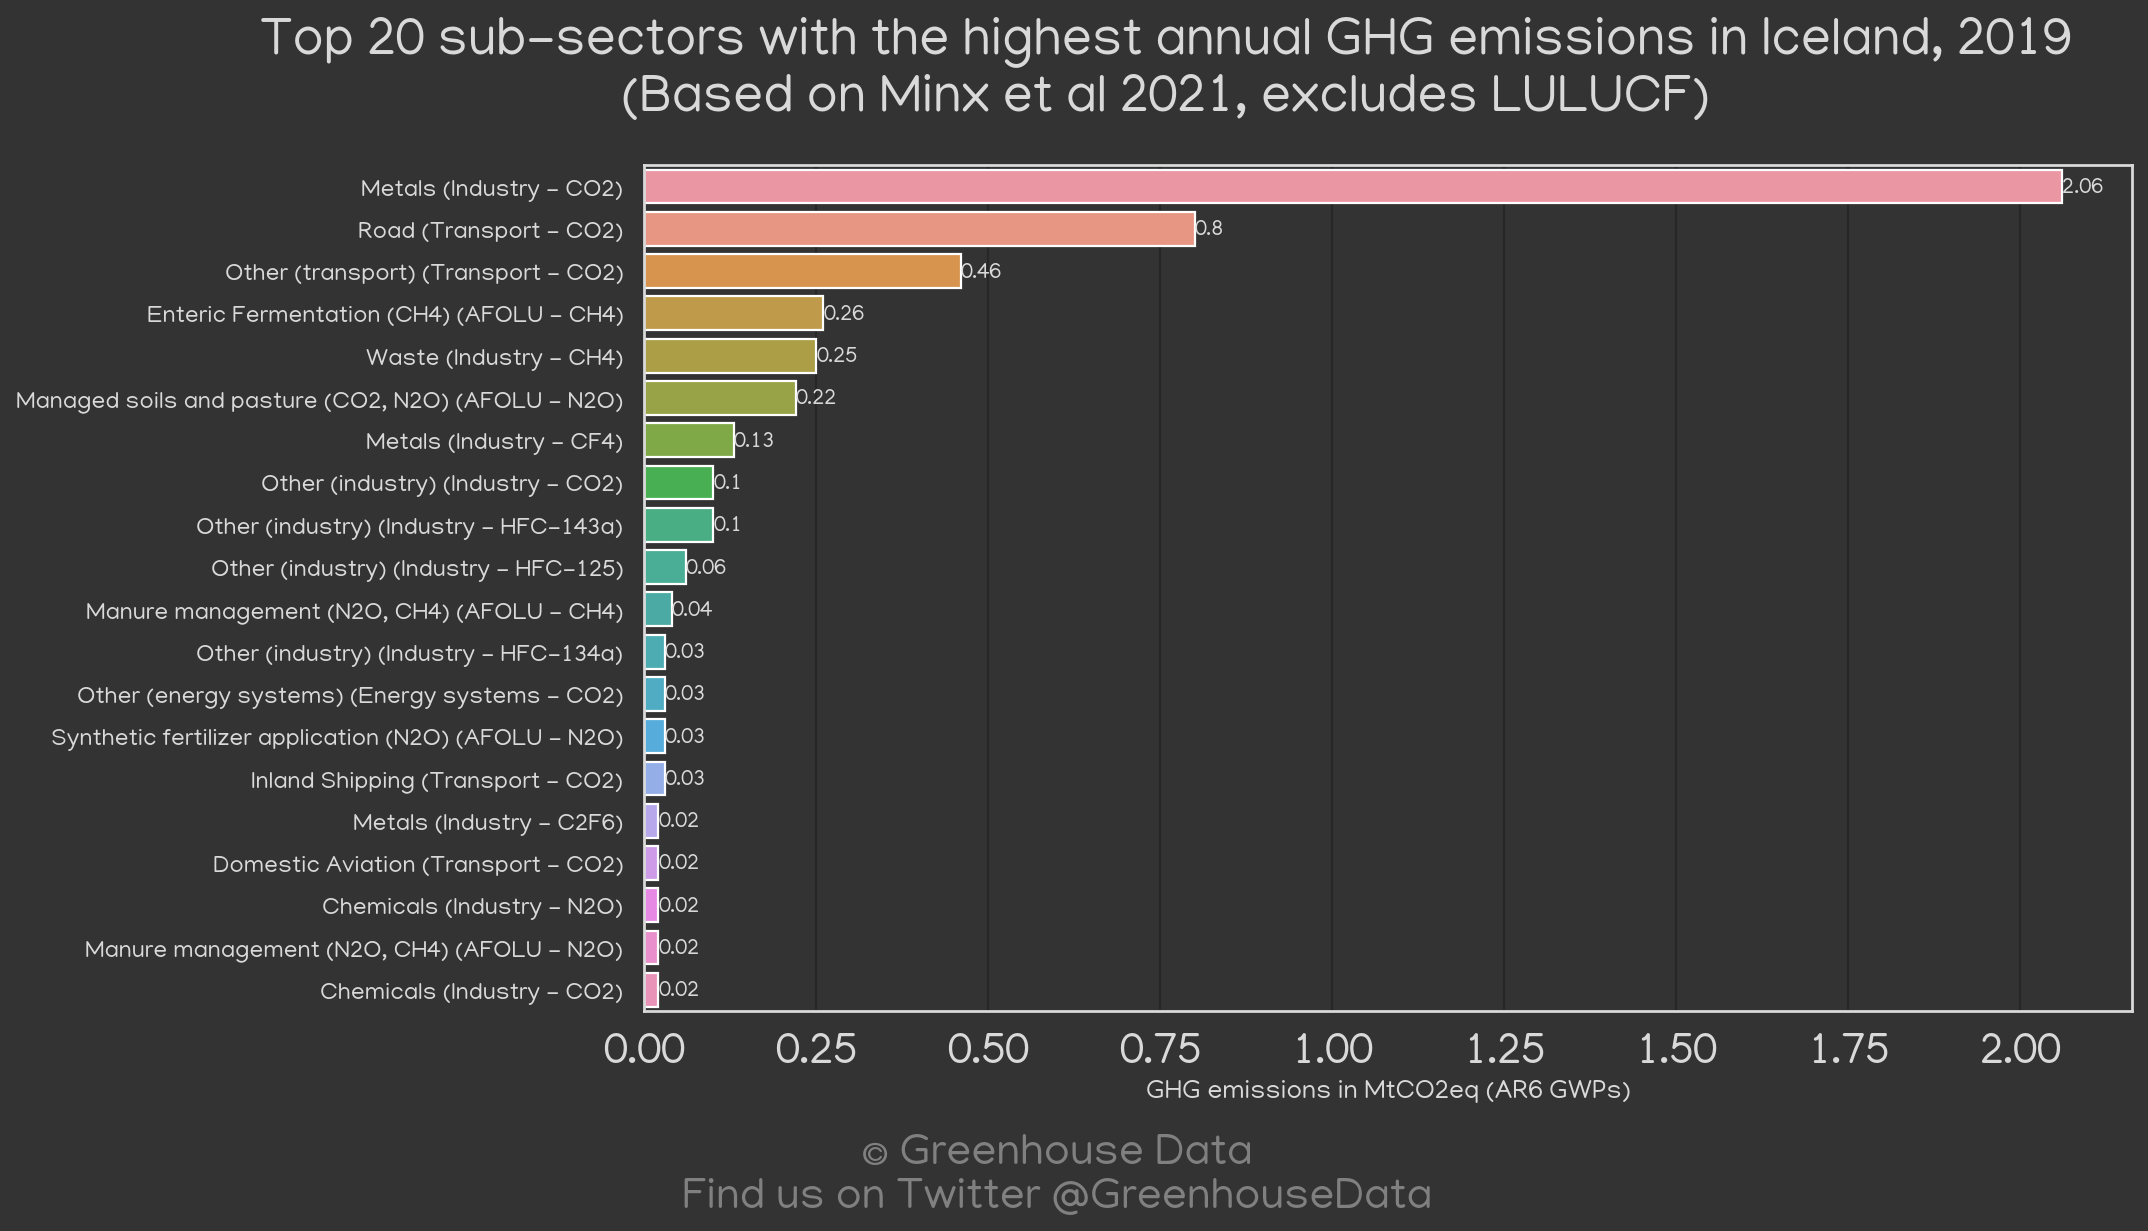 Top 20 sub-sectors with the highest annual GHG emissions in Iceland, 2019
(Based on Minx et al 2021, excludes LULUCF)
Metals (Industry - CO2) 2.06
Road (Transport - CO2) 0.8
Other (transport) (Transport - CO2) 0.46
Enteric Fermentation (CH4) (AFOLU - CH4) 0.26
Waste (Industry - CH4) 0.25
Managed soils and pasture (CO2, N2O) (AFOLU - N2O) 0.22
Metals (Industry - CF4) 0.13
Other (industry) (Industry - CO2) 0.1
Other (industry) (Industry - HFC-143a) 0.1
Other (industry) (Industry - HFC-125) 0.06
Manure management (N2O, CH4) (AFOLU - CH4) 0.04
Other (industry) (Industry - HFC-134a) 0.03
Other (energy systems) (Energy systems - CO2) 0.03
Synthetic fertilizer application (N2O) (AFOLU - N2O) 0.03
Inland Shipping (Transport - CO2) 0.03
Metals (Industry - C2F6) 0.02
Domestic Aviation (Transport - CO2) 0.02
Chemicals (Industry - N2O) 0.02
Manure management (N2O, CH4) (AFOLU - N2O) 0.02
Chemicals (Industry - CO2) 0.02
0.00 0.25 0.50 0.75 1.00 1.25 1.50 1.75 2.00
GHG emissions in MtCO2eq (AR6 GWPs)
© Greenhouse Data
Find us on Twitter @GreenhouseData